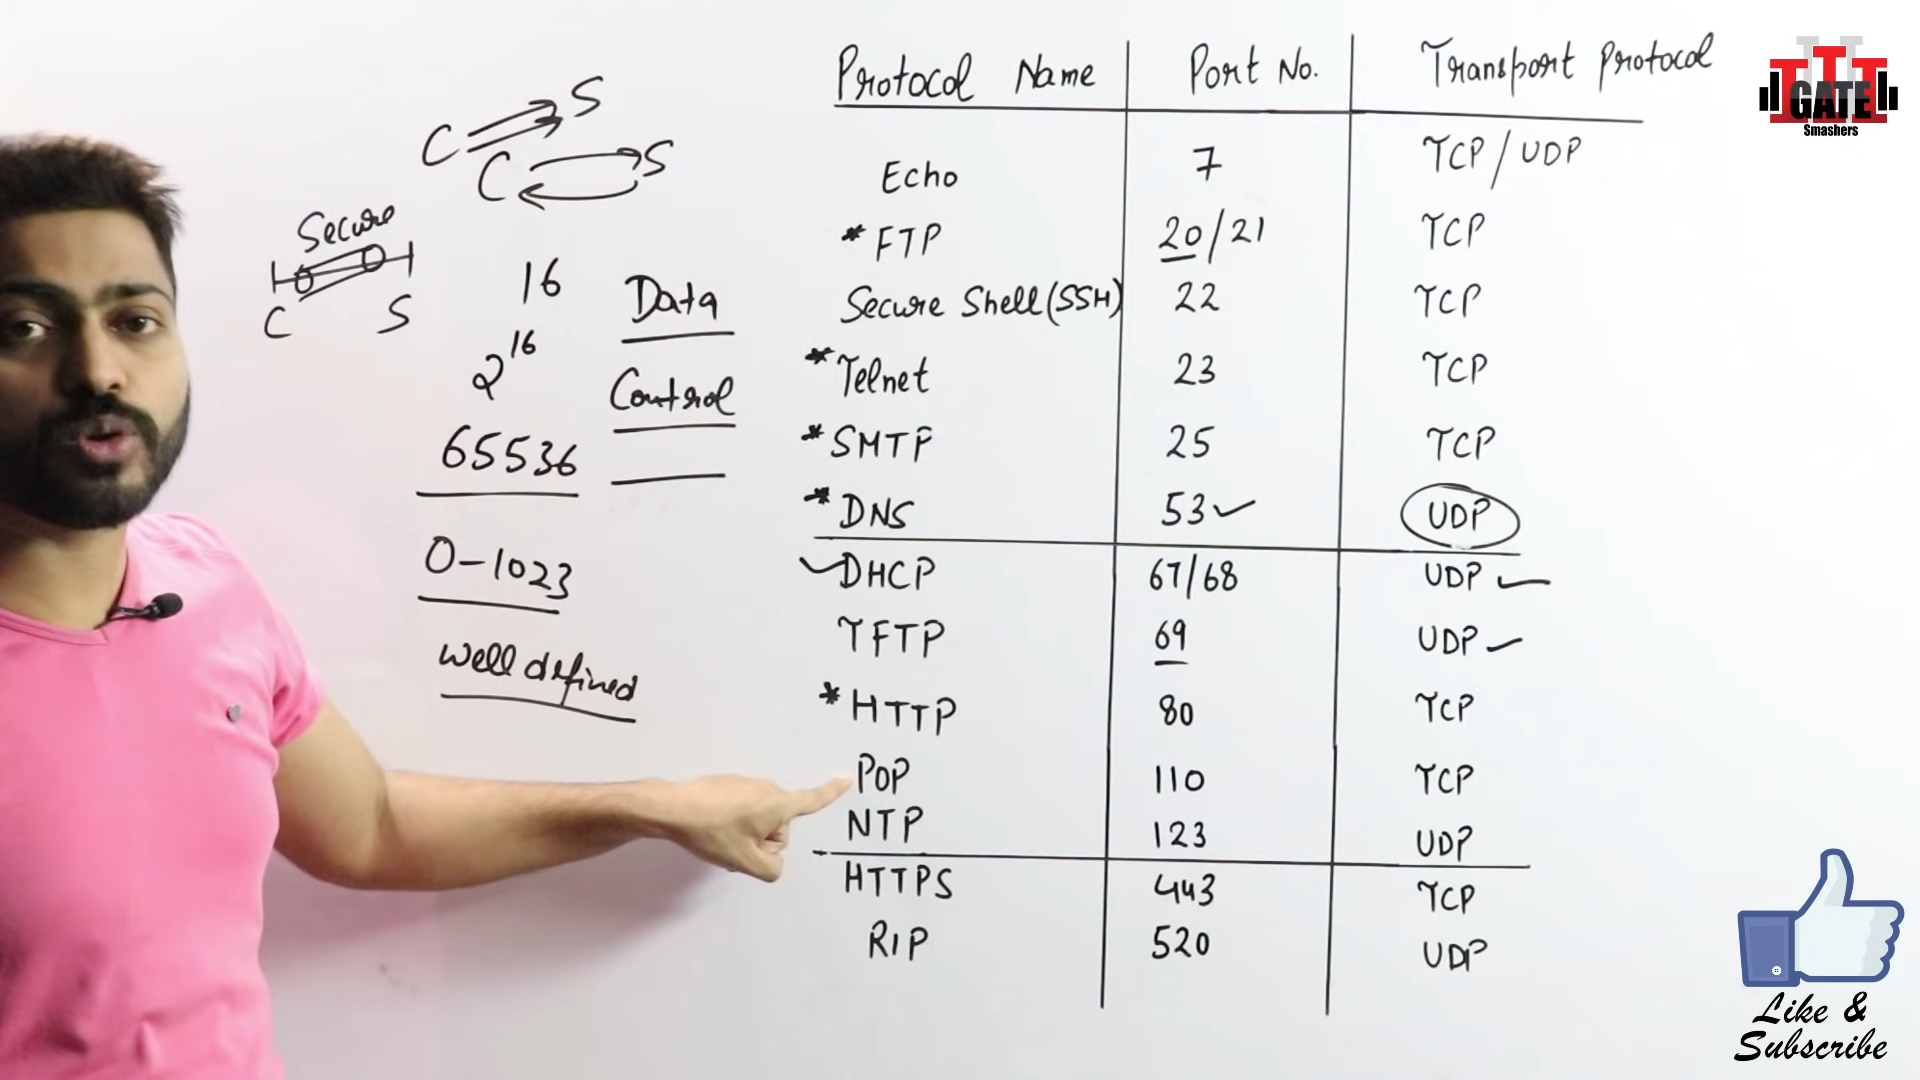 C S
C S
Secure
C S
16
2^16
65536
0-1023
Well defined
Data
Control
Protocol Name Port No. Transport Protocol
Echo 7 TCP/UDP
*FTP 20/21 TCP
Secure Shell(SSH) 22 TCP
*Telnet 23 TCP
*SMTP 25 TCP
*DNS 53✓ UDP
✓DHCP 67/68 UDP ✓
TFTP 69 UDP ✓
*HTTP 80 TCP
POP 110 TCP
NTP 123 UDP
HTTPS 443 TCP
RIP 520 UDP
GATE
Smashers
Like &
Subscribe